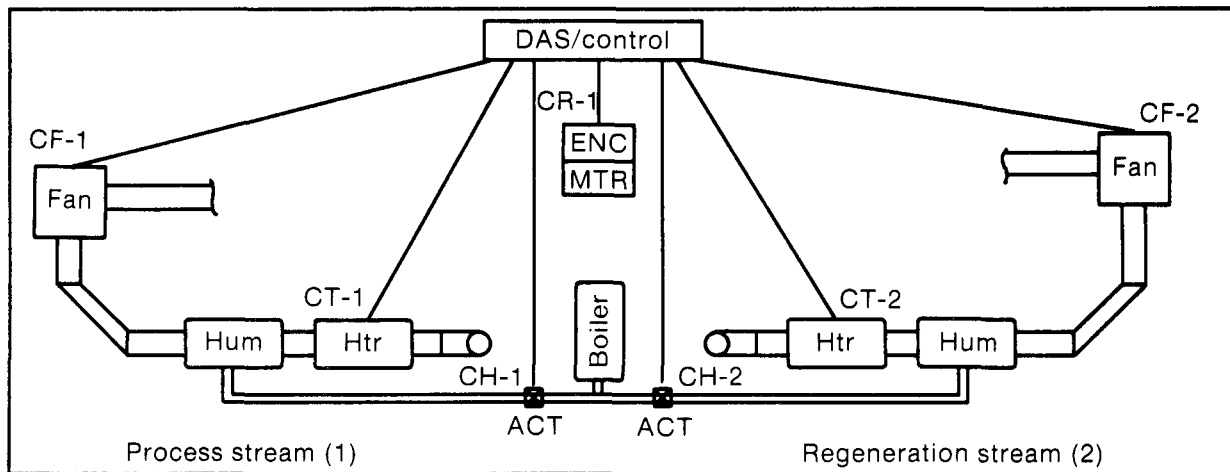 DAS/control
CR-1
CF-1
CF-2
ENC
MTR
Fan
Fan
CT-1
CT-2
Boiler
Hum
Htr
Htr
Hum
CH-1
CH-2
ACT
ACT
Process stream (1)
Regeneration stream (2)